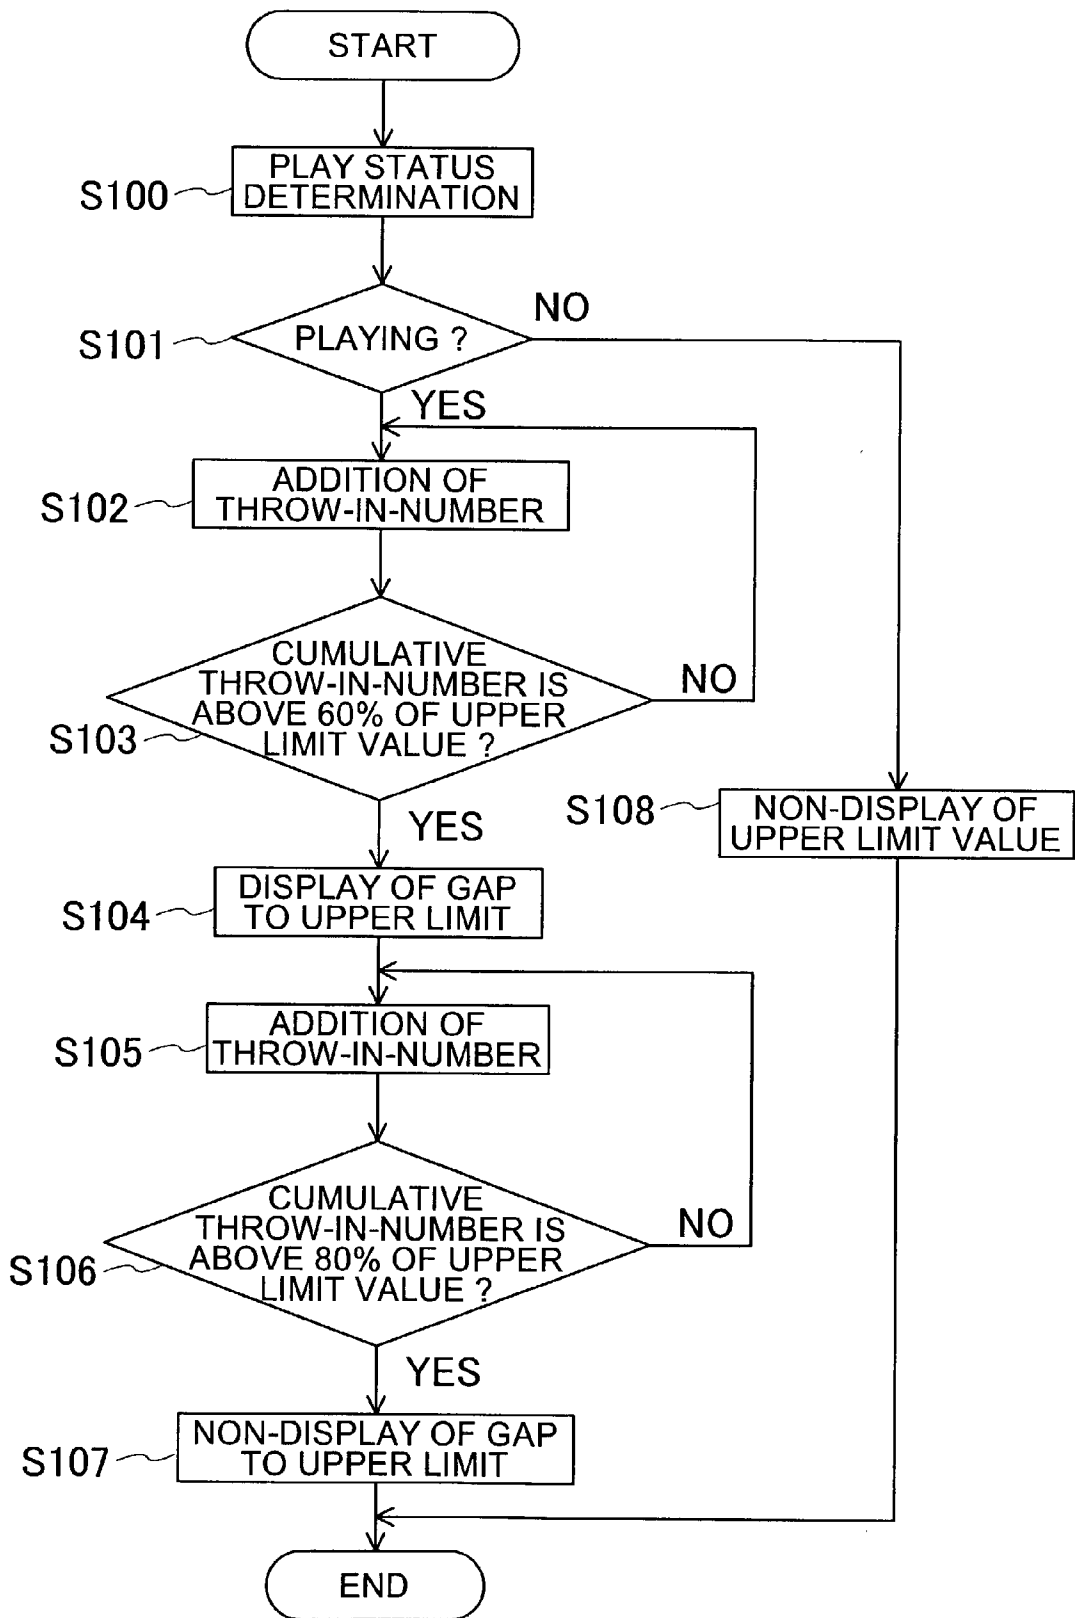 START
PLAY STATUS
DETERMINATION
S100
NO
PLAYING ?
S101
YES
ADDITION OF
THROW-IN-NUMBER
S102
CUMULATIVE
THROW-IN-NUMBER IS
ABOVE 60% OF UPPER
LIMIT VALUE ?
NO
S103
YES
S108
NON-DISPLAY OF
UPPER LIMIT VALUE
DISPLAY OF GAP
TO UPPER LIMIT
S104
ADDITION OF
THROW-IN-NUMBER
S105
CUMULATIVE
THROW-IN-NUMBER IS
ABOVE 80% OF UPPER
LIMIT VALUE ?
NO
S106
YES
NON-DISPLAY OF GAP
TO UPPER LIMIT
S107
END